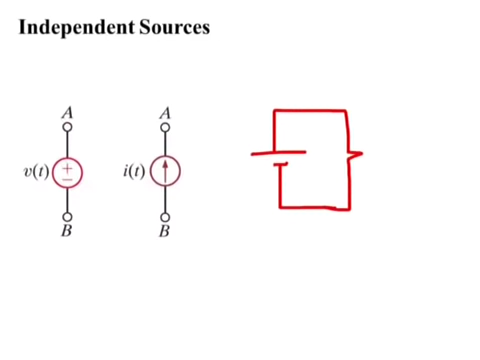 Independent Sources
A A
v(t) + − i(t)
B B